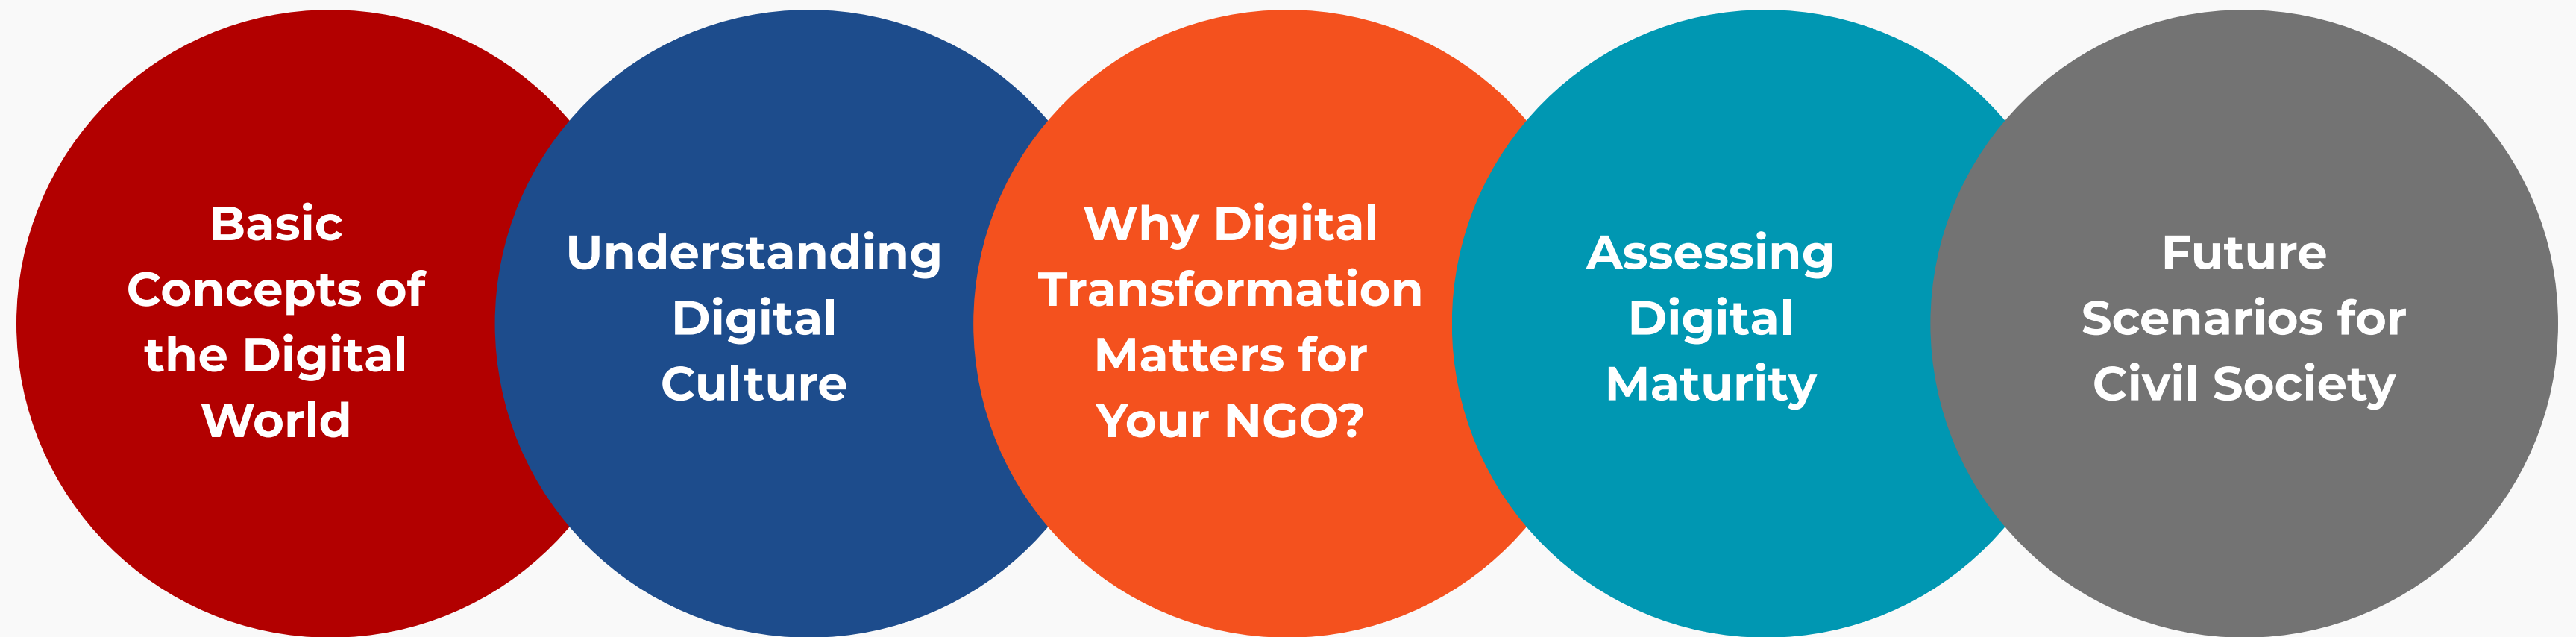 Basic
Concepts of
the Digital
World
Understanding
Digital
Culture
Why Digital
Transformation
Matters for
Your NGO?
Assessing
Digital
Maturity
Future
Scenarios for
Civil Society